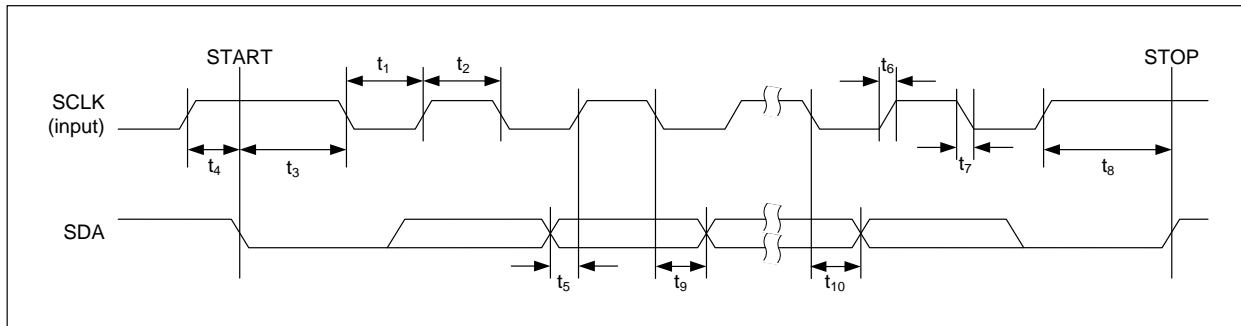 START
STOP
t1
t2
t6
SCLK
(input)
t4
t3
t7
t8
SDA
t5
t9
t10